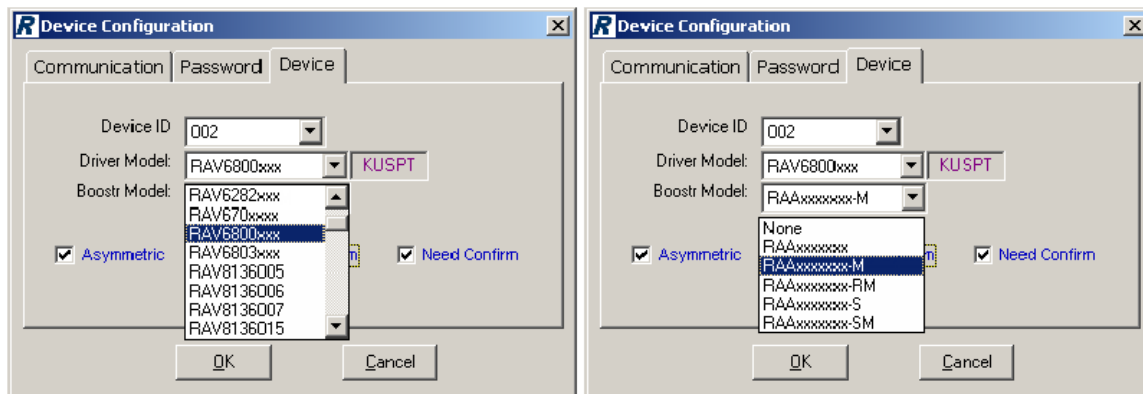 Device Configuration
Communication Password Device
Device ID 002
Driver Model: RAV6800xxx KUSPT
Boostr Model:
RAV6282xxx
RAV670xxxx
RAV6800xxx
RAV6803xxx
RAV8136005
RAV8136006
RAV8136007
RAV8136015
Asymmetric
Need Confirm
OK Cancel
Device Configuration
Communication Password Device
Device ID 002
Driver Model: RAV6800xxx KUSPT
Boostr Model: RAAxxxxxxx-M
None
RAAxxxxxxx
RAAxxxxxxx-M
RAAxxxxxxx-RM
RAAxxxxxxx-S
RAAxxxxxxx-SM
Asymmetric
Need Confirm
OK Cancel